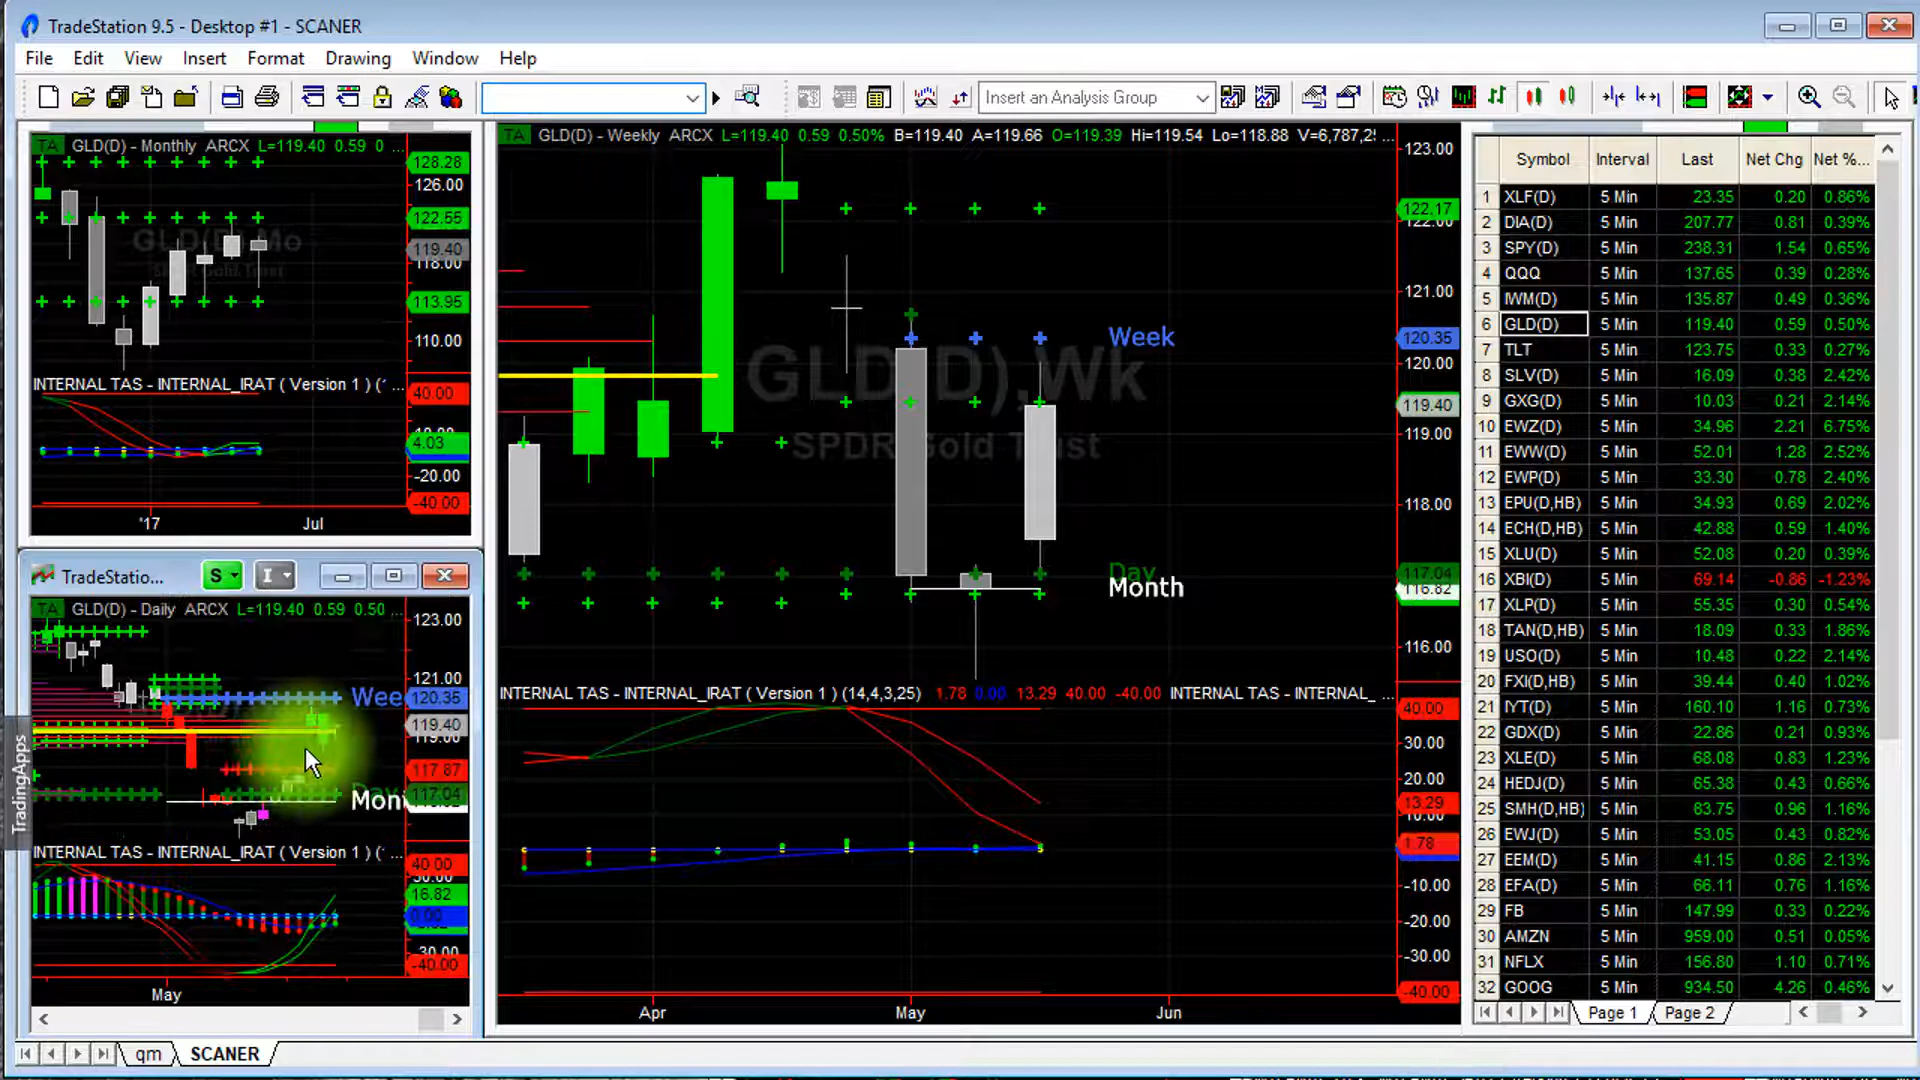 TradeStation 9.5 - Desktop #1 - SCANER
File Edit View Insert Format Drawing Window Help
Insert an Analysis Group
TA GLD(D) - Monthly ARCX L=119.40 0.59 0 ...
128.28
126.00
122.55
119.40
118.00
113.95
110.00
GLD(D),Mo
SPDR Gold Trust
INTERNAL TAS - INTERNAL_IRAT ( Version 1 ) (' ...
40.00
4.03
-20.00
-40.00
'17 Jul
TradeStatio... S I
TA GLD(D) - Daily ARCX L=119.40 0.59 0.50 ...
123.00
121.00
Wee 120.35
119.40
119.00
117.87
117.04
Mon
INTERNAL TAS - INTERNAL_IRAT ( Version 1 ) (' ...
40.00
16.82
0.00
-30.00
-40.00
May
TradingApps
TA GLD(D) - Weekly ARCX L=119.40 0.59 0.50% B=119.40 A=119.66 O=119.39 Hi=119.54 Lo=118.88 V=6,787,2 ...
123.00
122.17
122.00
121.00
Week 120.35
120.00
119.40
119.00
118.00
Day 117.04
Month 116.82
116.00
GLD(D),Wk
SPDR Gold Trust
INTERNAL TAS - INTERNAL_IRAT ( Version 1 ) (14,4,3,25) 1.78 0.00 13.29 40.00 -40.00 INTERNAL TAS - INTERNAL_ ...
40.00
30.00
20.00
13.29
10.00
1.78
-10.00
-20.00
-30.00
-40.00
Apr May Jun
Symbol Interval Last Net Chg Net %...
1 XLF(D) 5 Min 23.35 0.20 0.86%
2 DIA(D) 5 Min 207.77 0.81 0.39%
3 SPY(D) 5 Min 238.31 1.54 0.65%
4 QQQ 5 Min 137.65 0.39 0.28%
5 IWM(D) 5 Min 135.87 0.49 0.36%
6 GLD(D) 5 Min 119.40 0.59 0.50%
7 TLT 5 Min 123.75 0.33 0.27%
8 SLV(D) 5 Min 16.09 0.38 2.42%
9 GXG(D) 5 Min 10.03 0.21 2.14%
10 EWZ(D) 5 Min 34.96 2.21 6.75%
11 EWW(D) 5 Min 52.01 1.28 2.52%
12 EWP(D) 5 Min 33.30 0.78 2.40%
13 EPU(D,HB) 5 Min 34.93 0.69 2.02%
14 ECH(D,HB) 5 Min 42.88 0.59 1.40%
15 XLU(D) 5 Min 52.08 0.20 0.39%
16 XBI(D) 5 Min 69.14 -0.86 -1.23%
17 XLP(D) 5 Min 55.35 0.30 0.54%
18 TAN(D,HB) 5 Min 18.09 0.33 1.86%
19 USO(D) 5 Min 10.48 0.22 2.14%
20 FXI(D,HB) 5 Min 39.44 0.40 1.02%
21 IYT(D) 5 Min 160.10 1.16 0.73%
22 GDX(D) 5 Min 22.86 0.21 0.93%
23 XLE(D) 5 Min 68.08 0.83 1.23%
24 HEDJ(D) 5 Min 65.38 0.43 0.66%
25 SMH(D,HB) 5 Min 83.75 0.96 1.16%
26 EWJ(D) 5 Min 53.05 0.43 0.82%
27 EEM(D) 5 Min 41.15 0.86 2.13%
28 EFA(D) 5 Min 66.11 0.76 1.16%
29 FB 5 Min 147.99 0.33 0.22%
30 AMZN 5 Min 959.00 0.51 0.05%
31 NFLX 5 Min 156.80 1.10 0.71%
32 GOOG 5 Min 934.50 4.26 0.46%
Page 1 Page 2
qm SCANER